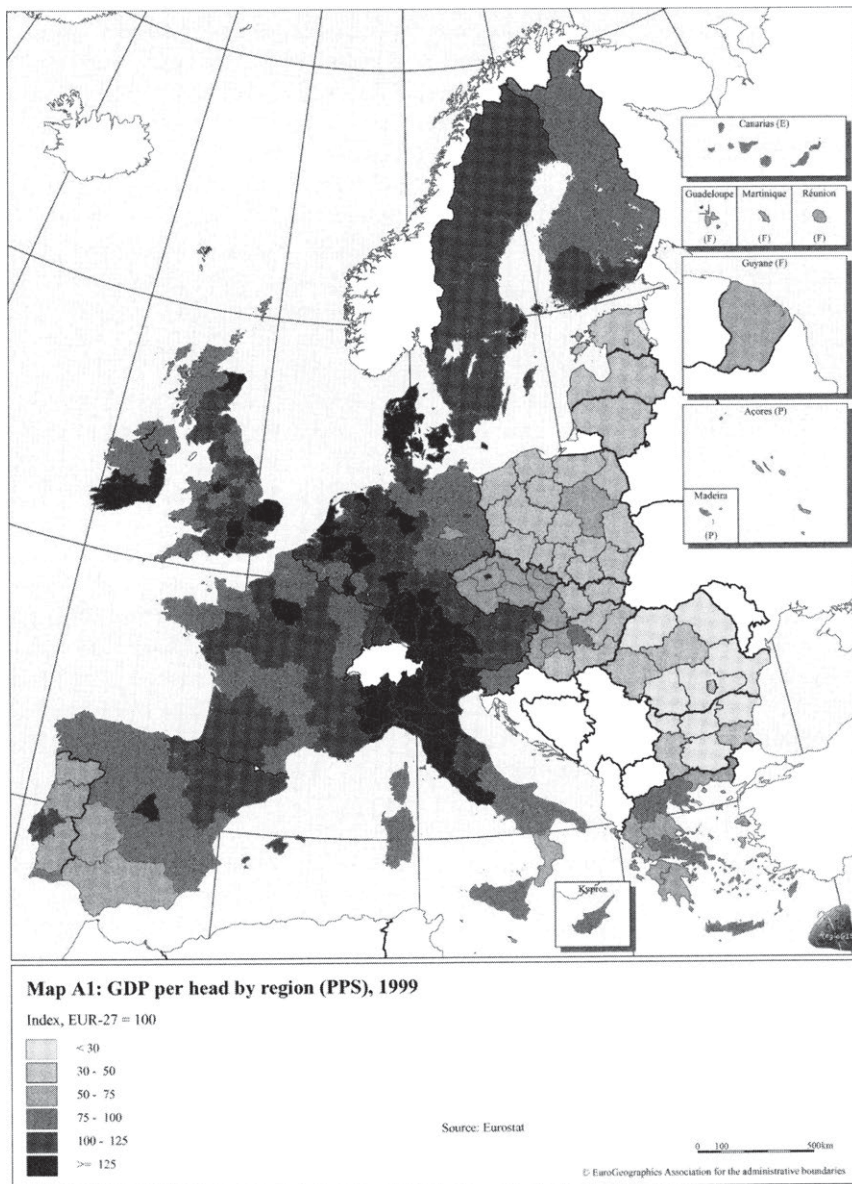 Canarias (E)
Guadeloupe
(F)
Martinique
(F)
Réunion
(F)
Guyane (F)
Açores (P)
Madeira
(P)
Kypros
Map A1: GDP per head by region (PPS), 1999
Index, EUR-27 = 100
< 30
30 - 50
50 - 75
75 - 100
100 - 125
>= 125
Source: Eurostat
0 100 500km
© EuroGeographics Association for the administrative boundaries